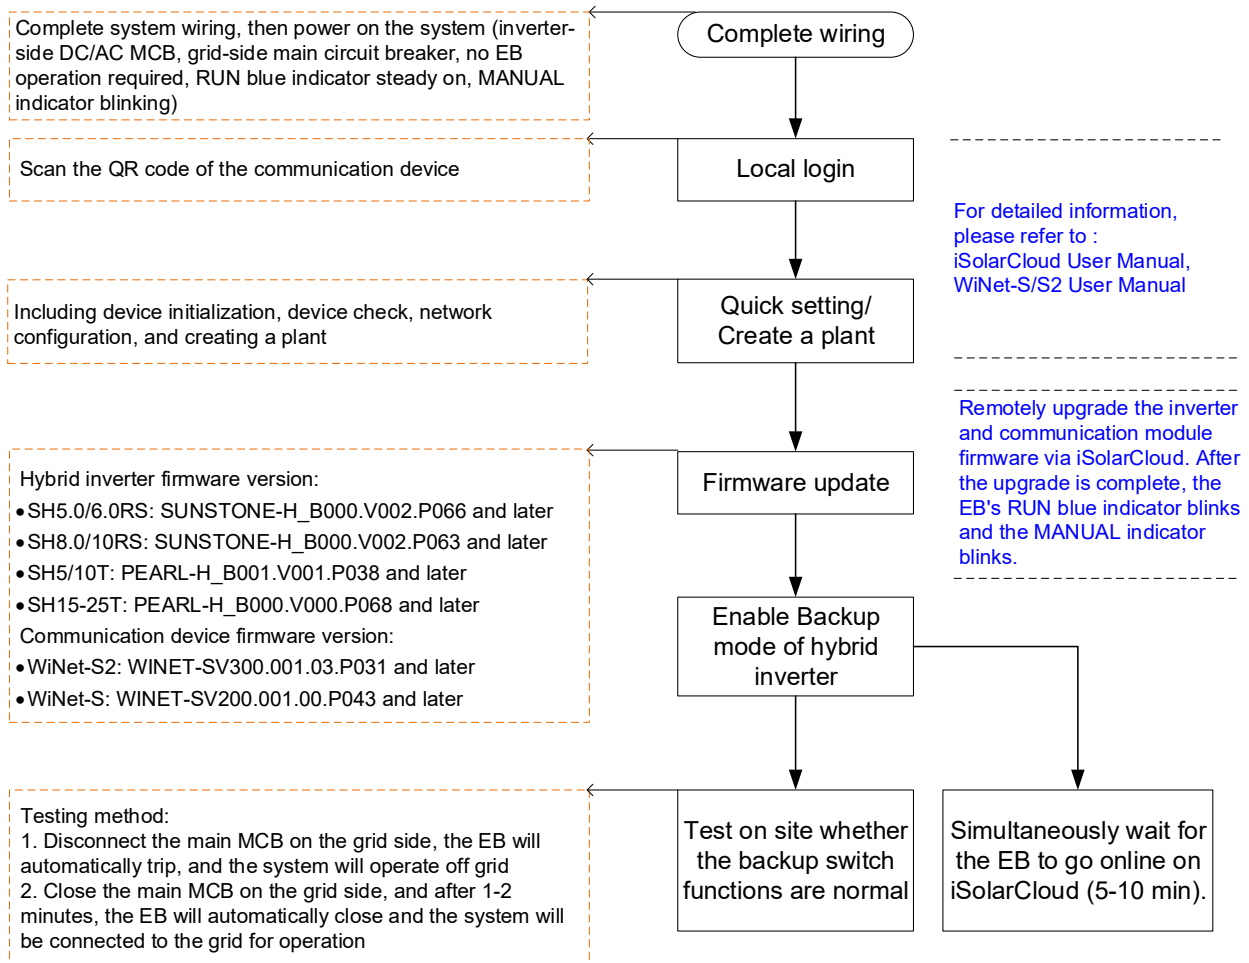 Complete system wiring, then power on the system (inverter-
side DC/AC MCB, grid-side main circuit breaker, no EB
operation required, RUN blue indicator steady on, MANUAL
indicator blinking)
Complete wiring
Scan the QR code of the communication device
Local login
For detailed information,
please refer to :
iSolarCloud User Manual,
WiNet-S/S2 User Manual
Including device initialization, device check, network
configuration, and creating a plant
Quick setting/
Create a plant
Remotely upgrade the inverter
and communication module
firmware via iSolarCloud. After
the upgrade is complete, the
EB's RUN blue indicator blinks
and the MANUAL indicator
blinks.
Hybrid inverter firmware version:
•SH5.0/6.0RS: SUNSTONE-H_B000.V002.P066 and later
•SH8.0/10RS: SUNSTONE-H_B000.V002.P063 and later
•SH5/10T: PEARL-H_B001.V001.P038 and later
•SH15-25T: PEARL-H_B000.V000.P068 and later
Communication device firmware version:
•WiNet-S2: WINET-SV300.001.03.P031 and later
•WiNet-S: WINET-SV200.001.00.P043 and later
Firmware update
Enable Backup
mode of hybrid
inverter
Testing method:
1. Disconnect the main MCB on the grid side, the EB will
automatically trip, and the system will operate off grid
2. Close the main MCB on the grid side, and after 1-2
minutes, the EB will automatically close and the system will
be connected to the grid for operation
Test on site whether
the backup switch
functions are normal
Simultaneously wait for
the EB to go online on
iSolarCloud (5-10 min).